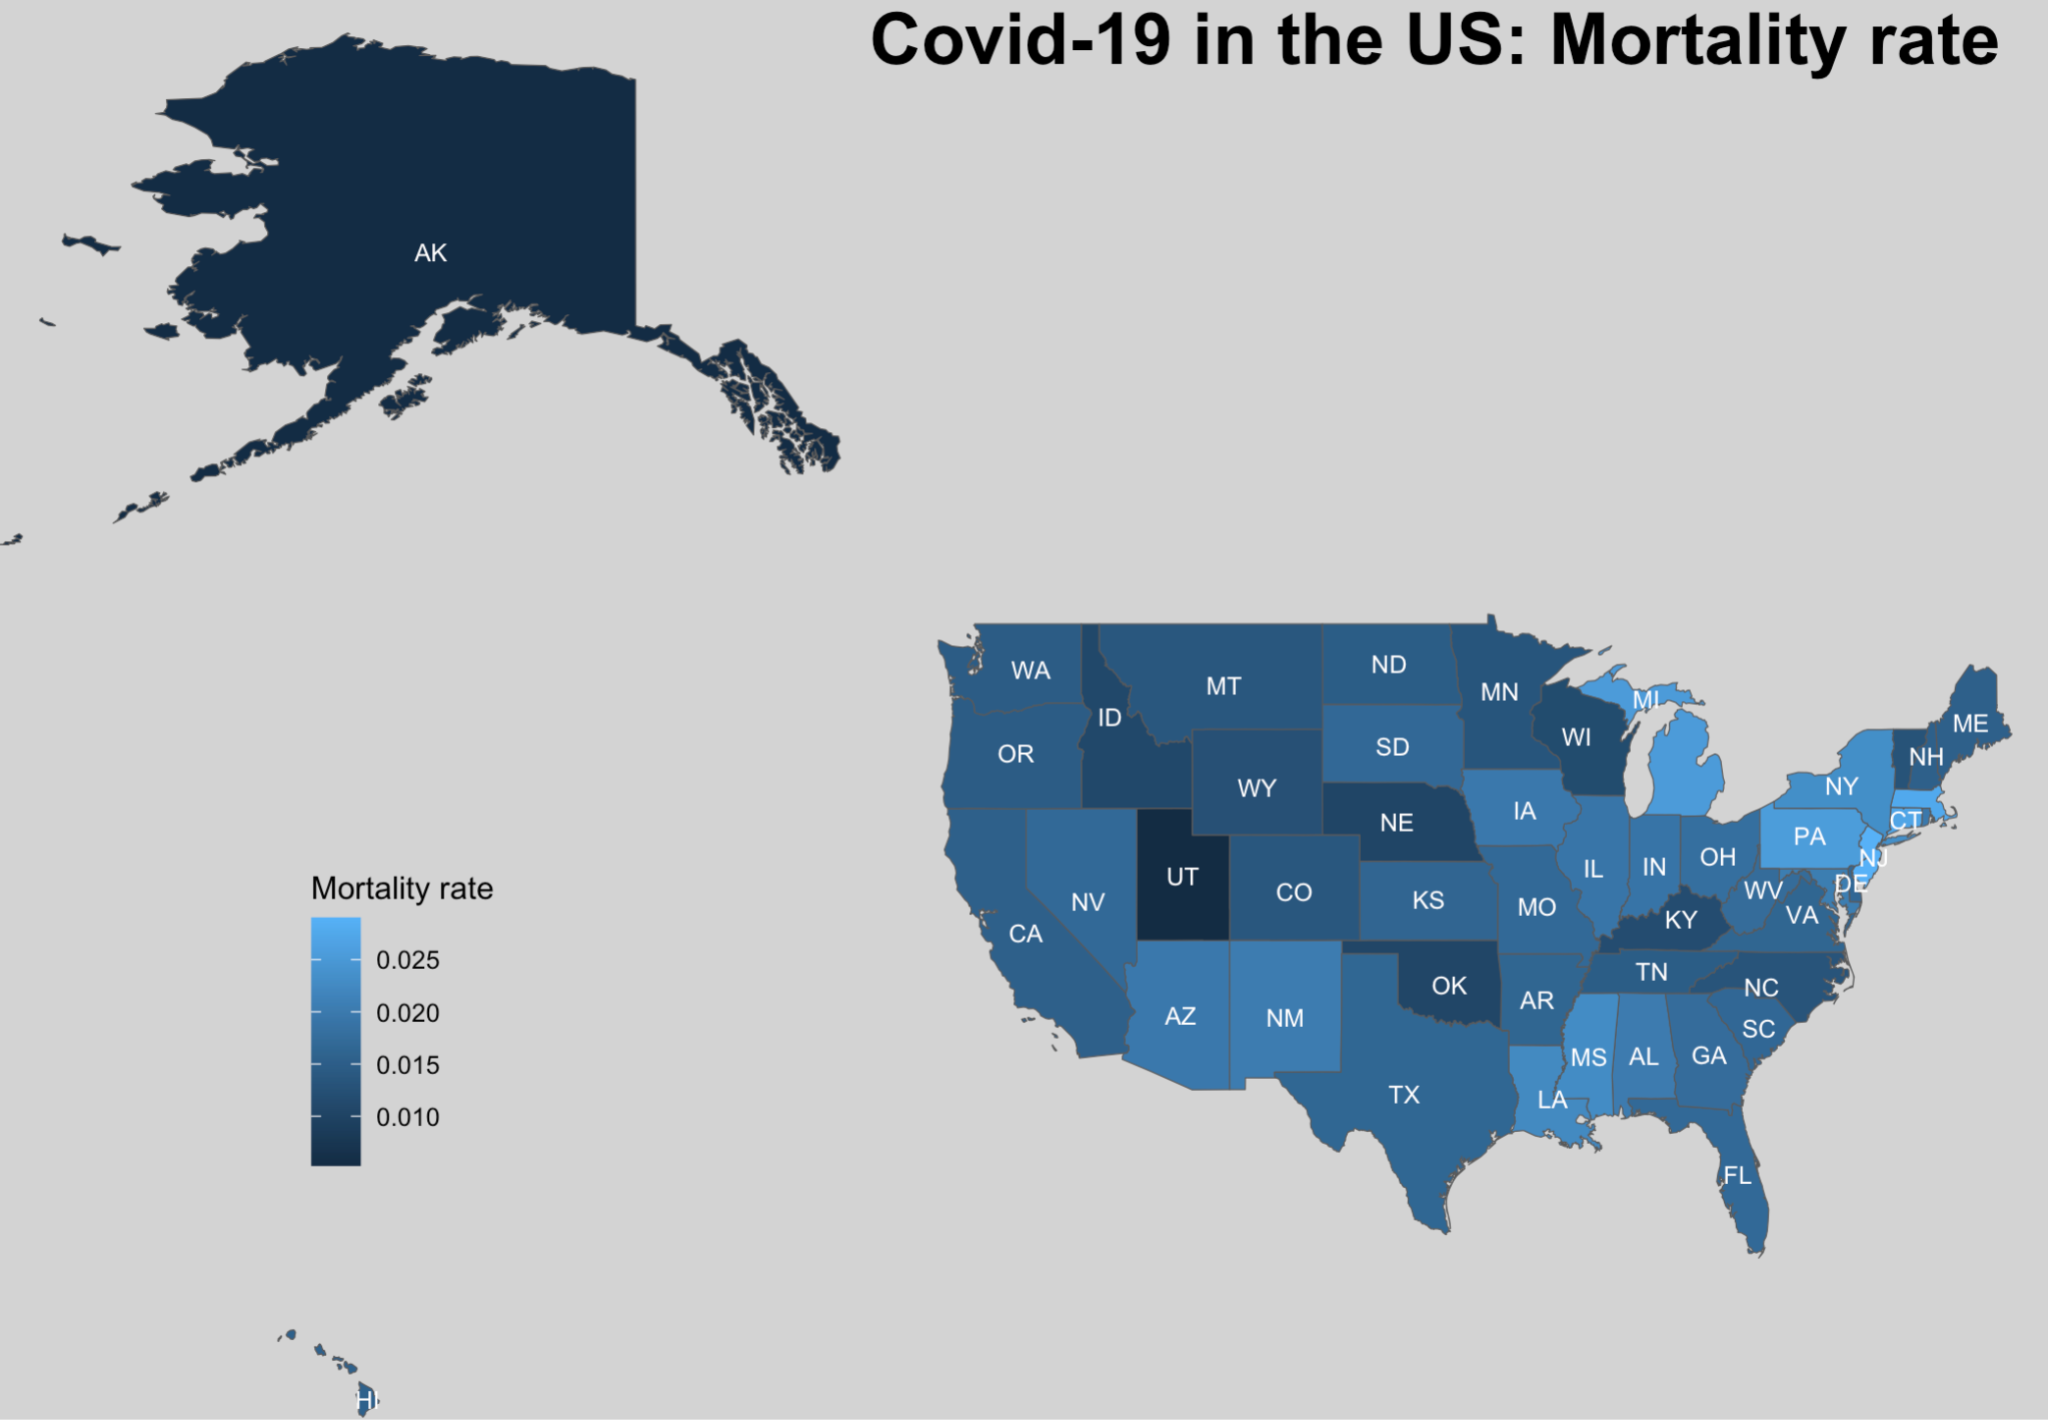 Covid-19 in the US: Mortality rate
AK
WA
MT
ND
MN
ID
OR
WY
SD
WI
MI
ME
NH
NY
NE
IA
CT
PA
NJ
UT
CO
KS
MO
IL
IN
OH
DE
WV
VA
KY
NV
CA
AZ
NM
OK
AR
TN
NC
SC
TX
LA
MS
AL
GA
FL
Mortality rate
0.025
0.020
0.015
0.010
HI